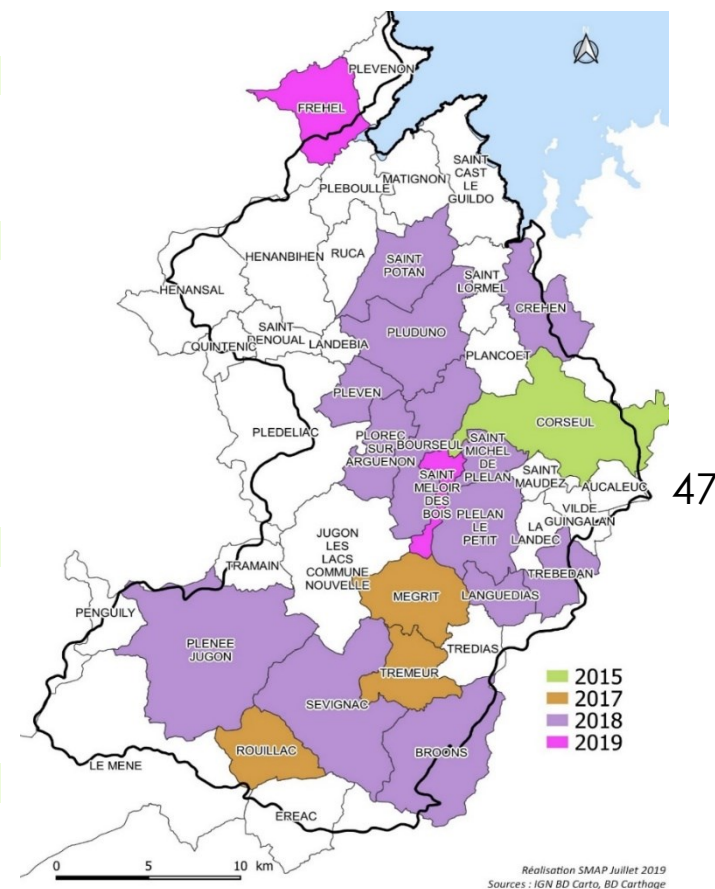 PLEVENON
FREHEL
SAINT
CAST
LE
GUILDO
MATIGNON
PLEBOULLE
RUCA
HENANBIHEN
SAINT
POTAN
SAINT
LORMEL
HENANSAL
CREHEN
SAINT
DENOUAL
QUINTENIC
LANDEBIA
PLUDUNO
PLANCOET
PLEVEN
CORSEUL
PLEDELIAC
PLOREC
SUR
ARGUENON
BOURSEUL
SAINT
MICHEL
DE
PLELAN
SAINT
MELOIR
DES
BOIS
SAINT
MAUDEZ
AUCALEUC
47
VILDE
GUINGALAN
PLELAN
LE
PETIT
LA
LANDEC
JUGON
LES
LACS
COMMUNE
NOUVELLE
TRAMAIN
TREBEDAN
MEGRIT
LANGUEDIAS
PENGUILY
PLENEE
JUGON
TREDIAS
TREMEUR
2015
2017
2018
2019
SEVIGNAC
ROUILLAC
BROONS
LE MENE
EREAC
0 5 10 km
Réalisation SMAP Juillet 2019
Sources : IGN BD Carto, BD Carthage